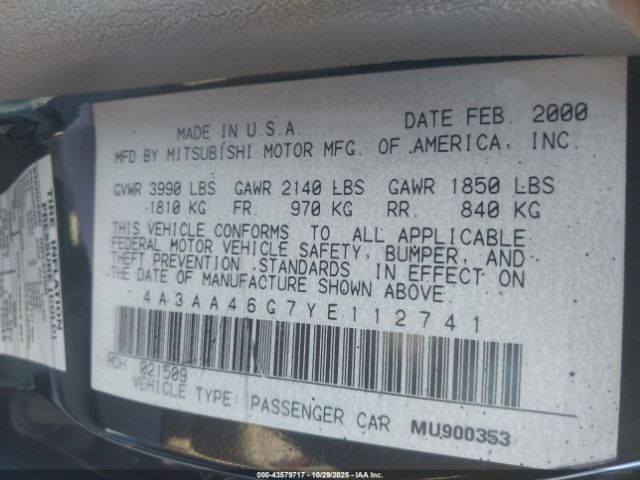 MADE IN U.S.A. DATE FEB. 2000
MFD BY MITSUBISHI MOTOR MFG. OF AMERICA, INC.
GVWR 3990 LBS GAWR 2140 LBS GAWR 1850 LBS
1810 KG FR. 970 KG RR. 840 KG
THIS VEHICLE CONFORMS TO ALL APPLICABLE
FEDERAL MOTOR VEHICLE SAFETY, BUMPER, AND
THEFT PREVENTION STANDARDS IN EFFECT ON
THE DATE OF MANUFACTURE SHOWN ABOVE.
4A3AA46G7YE112741
MDH 021509
VEHICLE TYPE: PASSENGER CAR MU900353
TIRE INFLATION
000-43579717 | 10/29/2025 | IAA Inc.